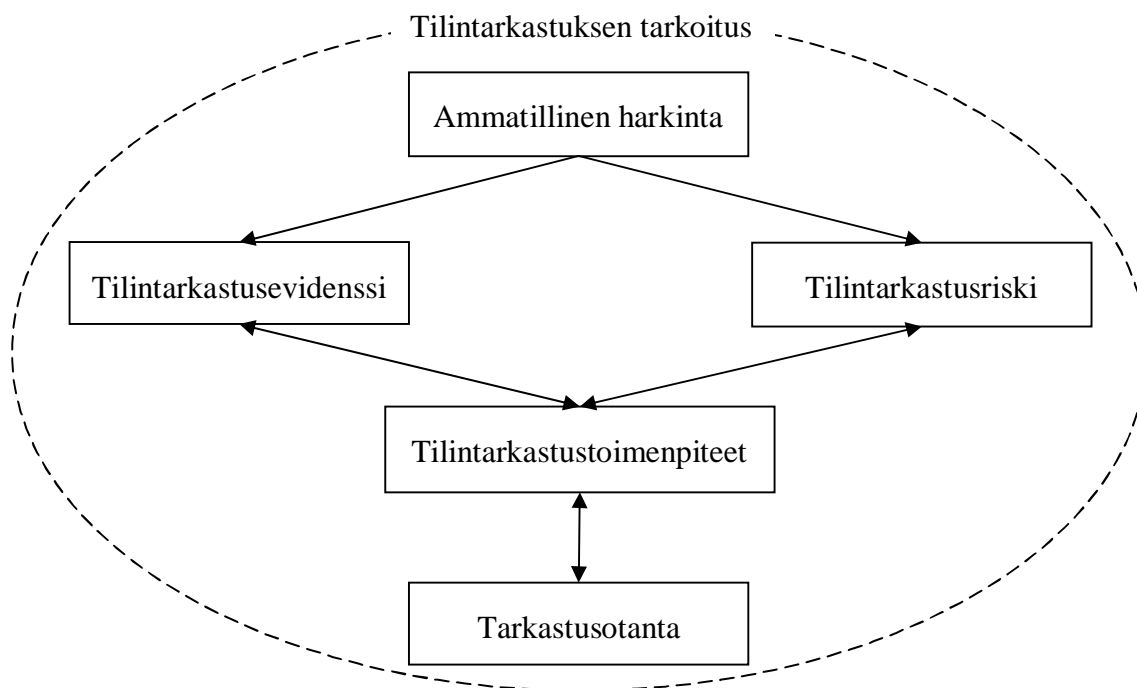 Tilintarkastuksen tarkoitus
Ammatillinen harkinta
Tilintarkastusevidenssi
Tilintarkastusriski
Tilintarkastustoimenpiteet
Tarkastusotanta